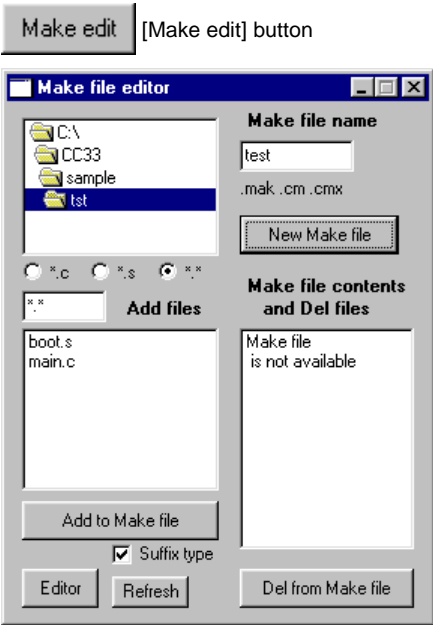 Make edit
[Make edit] button
Make file editor
C:\
CC33
sample
tst
*.c *.s *.*
*.*
Add files
boot.s
main.c
Add to Make file
Suffix type
Editor
Refresh
Make file name
test
.mak .cm .cmx
New Make file
Make file contents
and Del files
Make file
is not available
Del from Make file